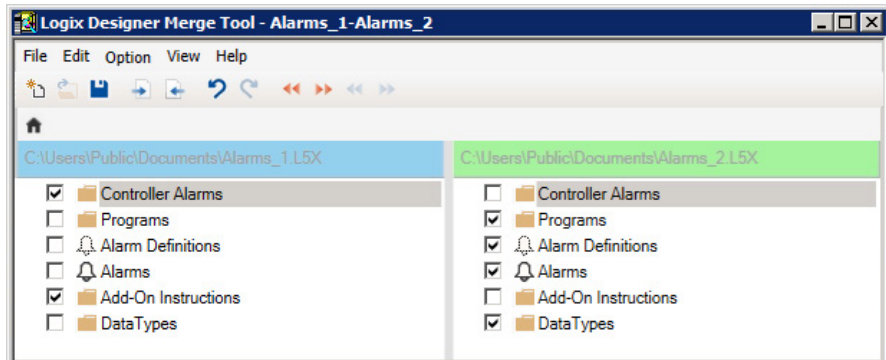 Logix Designer Merge Tool - Alarms_1-Alarms_2
File Edit Option View Help
C:\Users\Public\Documents\Alarms_1.L5X
C:\Users\Public\Documents\Alarms_2.L5X
Controller Alarms
Controller Alarms
Programs
Programs
Alarm Definitions
Alarm Definitions
Alarms
Alarms
Add-On Instructions
Add-On Instructions
DataTypes
DataTypes